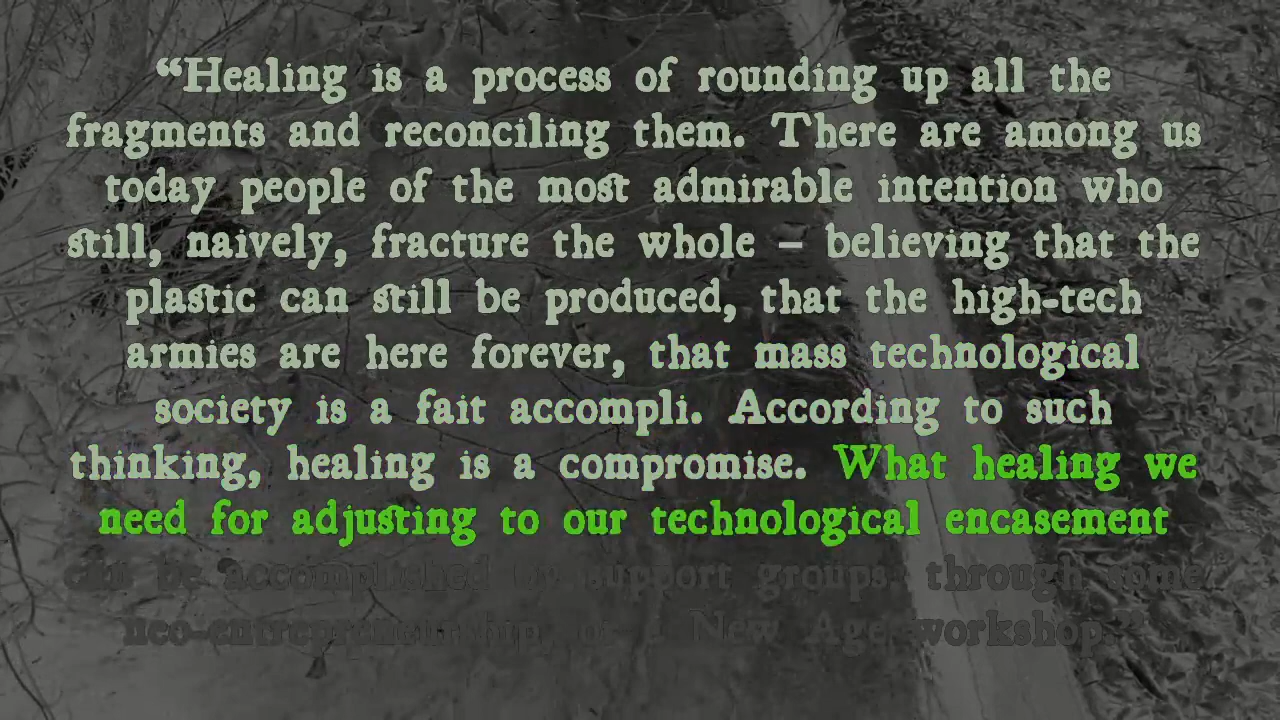 “Healing is a process of rounding up all the
fragments and reconciling them. There are among us
today people of the most admirable intention who
still, naively, fracture the whole – believing that the
plastic can still be produced, that the high-tech
armies are here forever, that mass technological
society is a fait accompli. According to such
thinking, healing is a compromise. What healing we
need for adjusting to our technological encasement
can be accomplished by support groups, through some
neo-entrepreneurship, or a New Age workshop.”